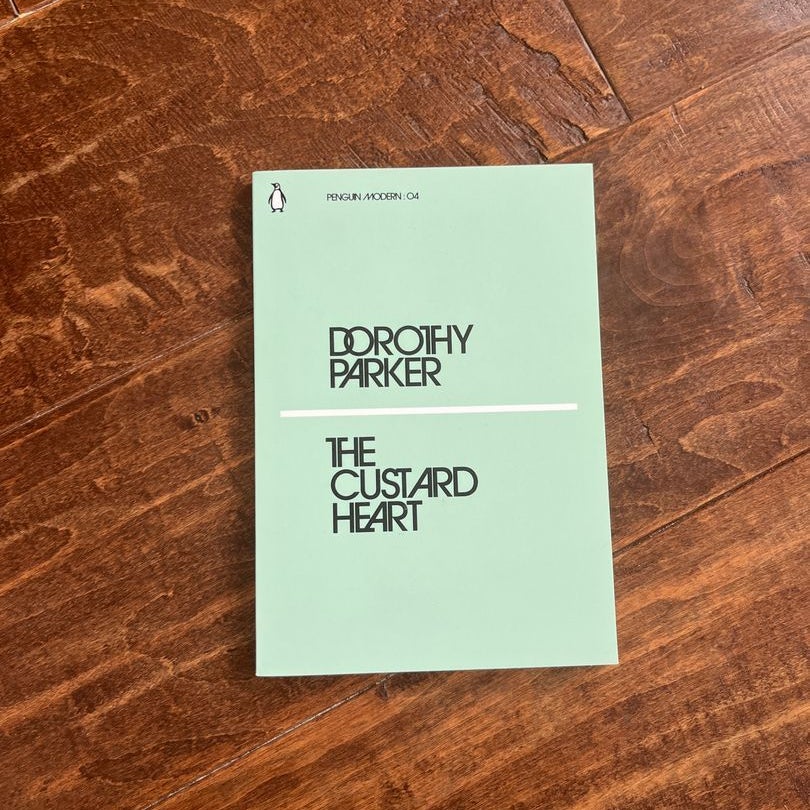 PENGUIN MODERN : 04
DOROTHY
PARKER
THE
CUSTARD
HEART